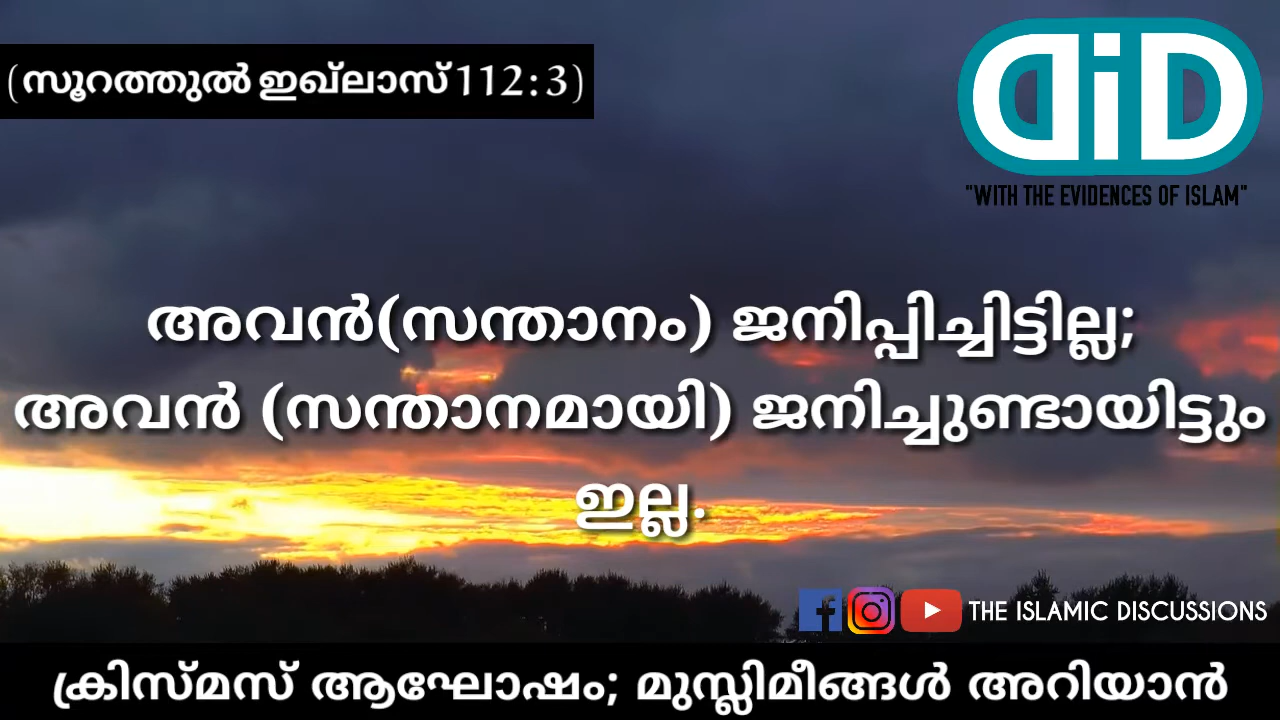 (സൂറത്തുൽ ഇഖ്ലാസ് 112:3)
DiD
"WITH THE EVIDENCES OF ISLAM"
അവൻ(സന്താനം) ജനിപ്പിച്ചിട്ടില്ല;
അവൻ (സന്താനമായി) ജനിച്ചുണ്ടായിട്ടും
ഇല്ല.
THE ISLAMIC DISCUSSIONS
ക്രിസ്മസ് ആഘോഷം; മുസ്ലിമീങ്ങൾ അറിയാൻ